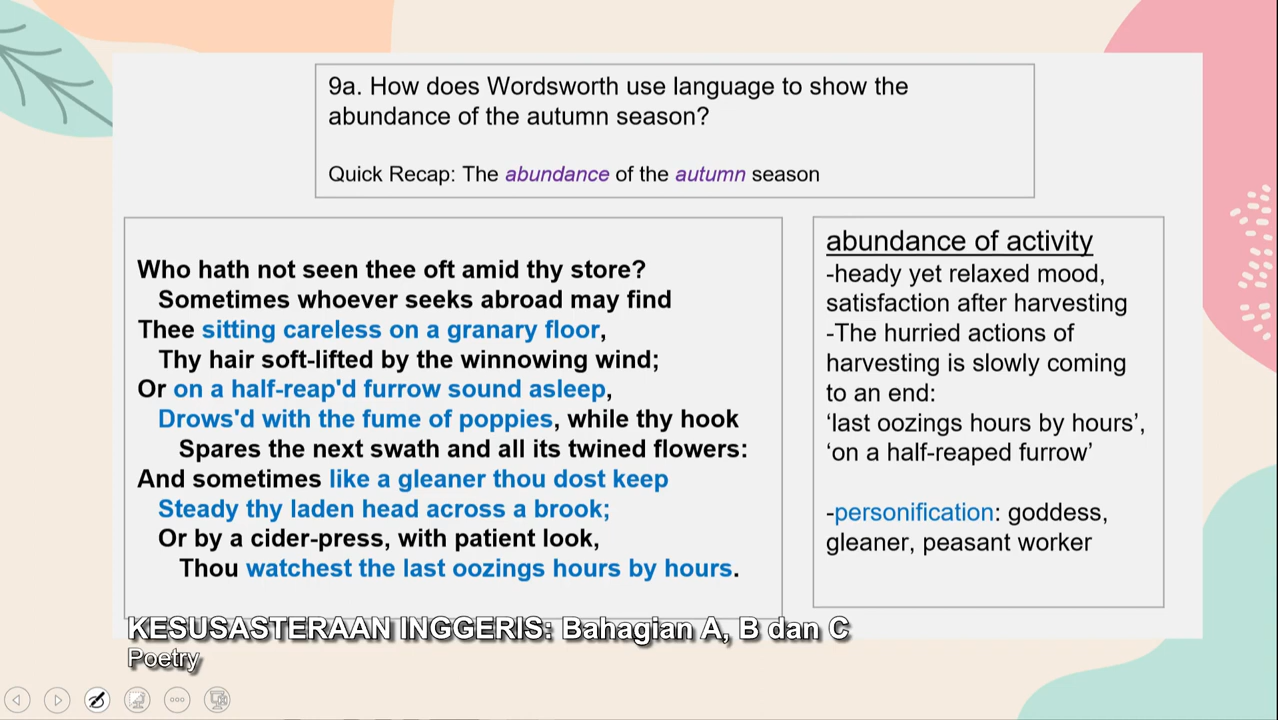 9a. How does Wordsworth use language to show the
abundance of the autumn season?
Quick Recap: The abundance of the autumn season
Who hath not seen thee oft amid thy store?
Sometimes whoever seeks abroad may find
Thee sitting careless on a granary floor,
Thy hair soft-lifted by the winnowing wind;
Or on a half-reap'd furrow sound asleep,
Drows'd with the fume of poppies, while thy hook
Spares the next swath and all its twined flowers:
And sometimes like a gleaner thou dost keep
Steady thy laden head across a brook;
Or by a cider-press, with patient look,
Thou watchest the last oozings hours by hours.
abundance of activity
-heady yet relaxed mood,
satisfaction after harvesting
-The hurried actions of
harvesting is slowly coming
to an end:
‘last oozings hours by hours’,
‘on a half-reaped furrow’
-personification: goddess,
gleaner, peasant worker
KESUSASTERAAN INGGERIS: Bahagian A, B dan C
Poetry